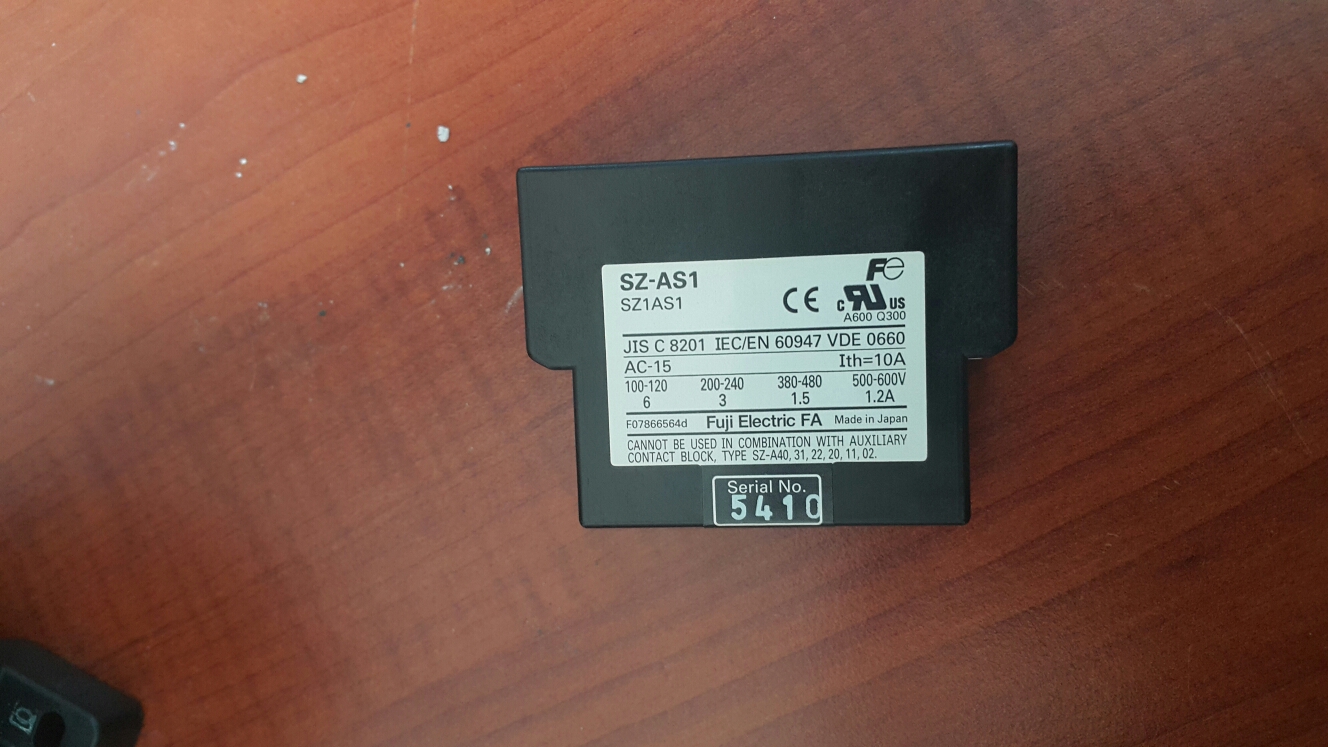 SZ-AS1
SZ1AS1
Fe
CE
c RU US
A600 Q300
JIS C 8201 IEC/EN 60947 VDE 0660
AC-15 Ith=10A
100-120 200-240 380-480 500-600V
6 3 1.5 1.2A
F07866564d Fuji Electric FA Made in Japan
CANNOT BE USED IN COMBINATION WITH AUXILIARY
CONTACT BLOCK, TYPE SZ-A40, 31, 22, 20, 11, 02.
Serial No.
5410